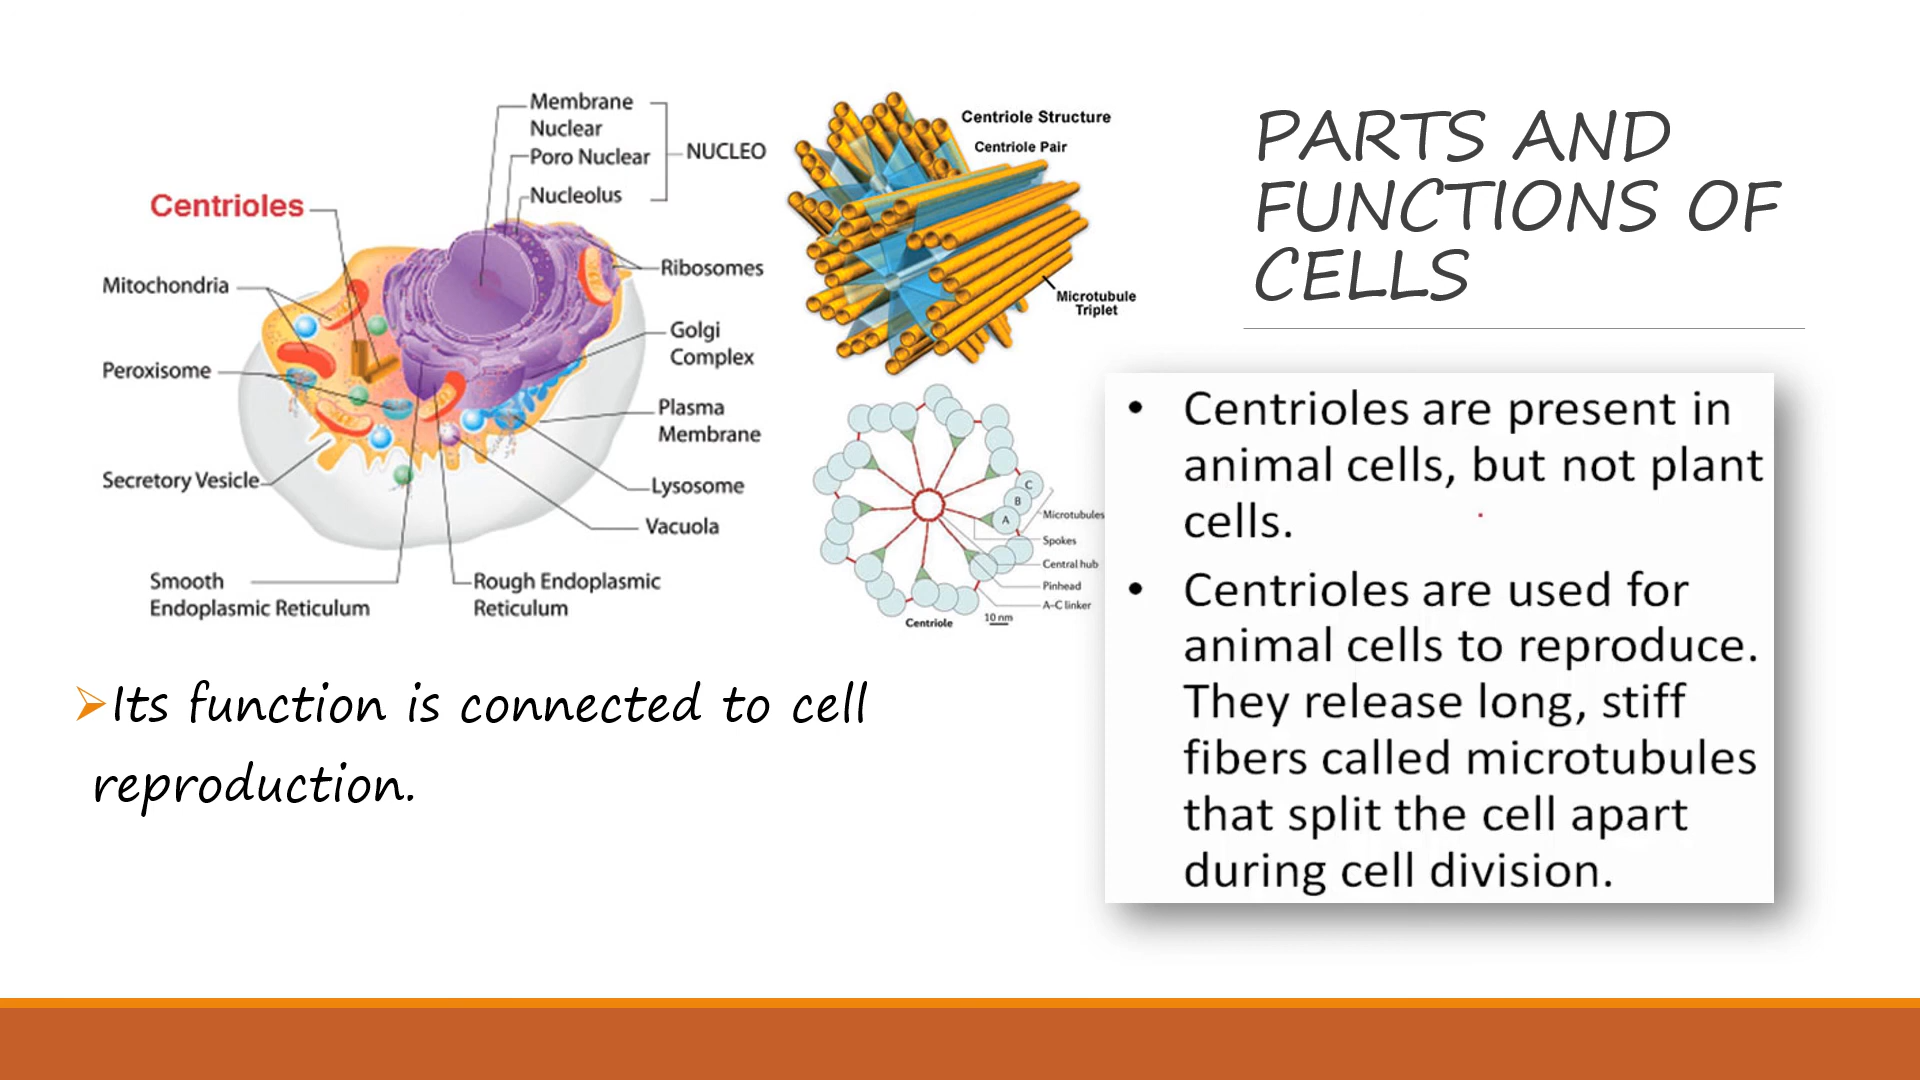 PARTS AND
FUNCTIONS OF
CELLS
Membrane
Nuclear
Poro Nuclear
Nucleolus
NUCLEO
Centrioles
Mitochondria
Peroxisome
Secretory Vesicle
Smooth
Endoplasmic Reticulum
Rough Endoplasmic
Reticulum
Ribosomes
Golgi
Complex
Plasma
Membrane
Lysosome
Vacuola
Centriole Structure
Centriole Pair
Microtubule
Triplet
C
B
A
Microtubules
Spokes
Central hub
Pinhead
A-C linker
10 nm
Centriole
• Centrioles are present in
animal cells, but not plant
cells.
• Centrioles are used for
animal cells to reproduce.
They release long, stiff
fibers called microtubules
that split the cell apart
during cell division.
Its function is connected to cell
reproduction.